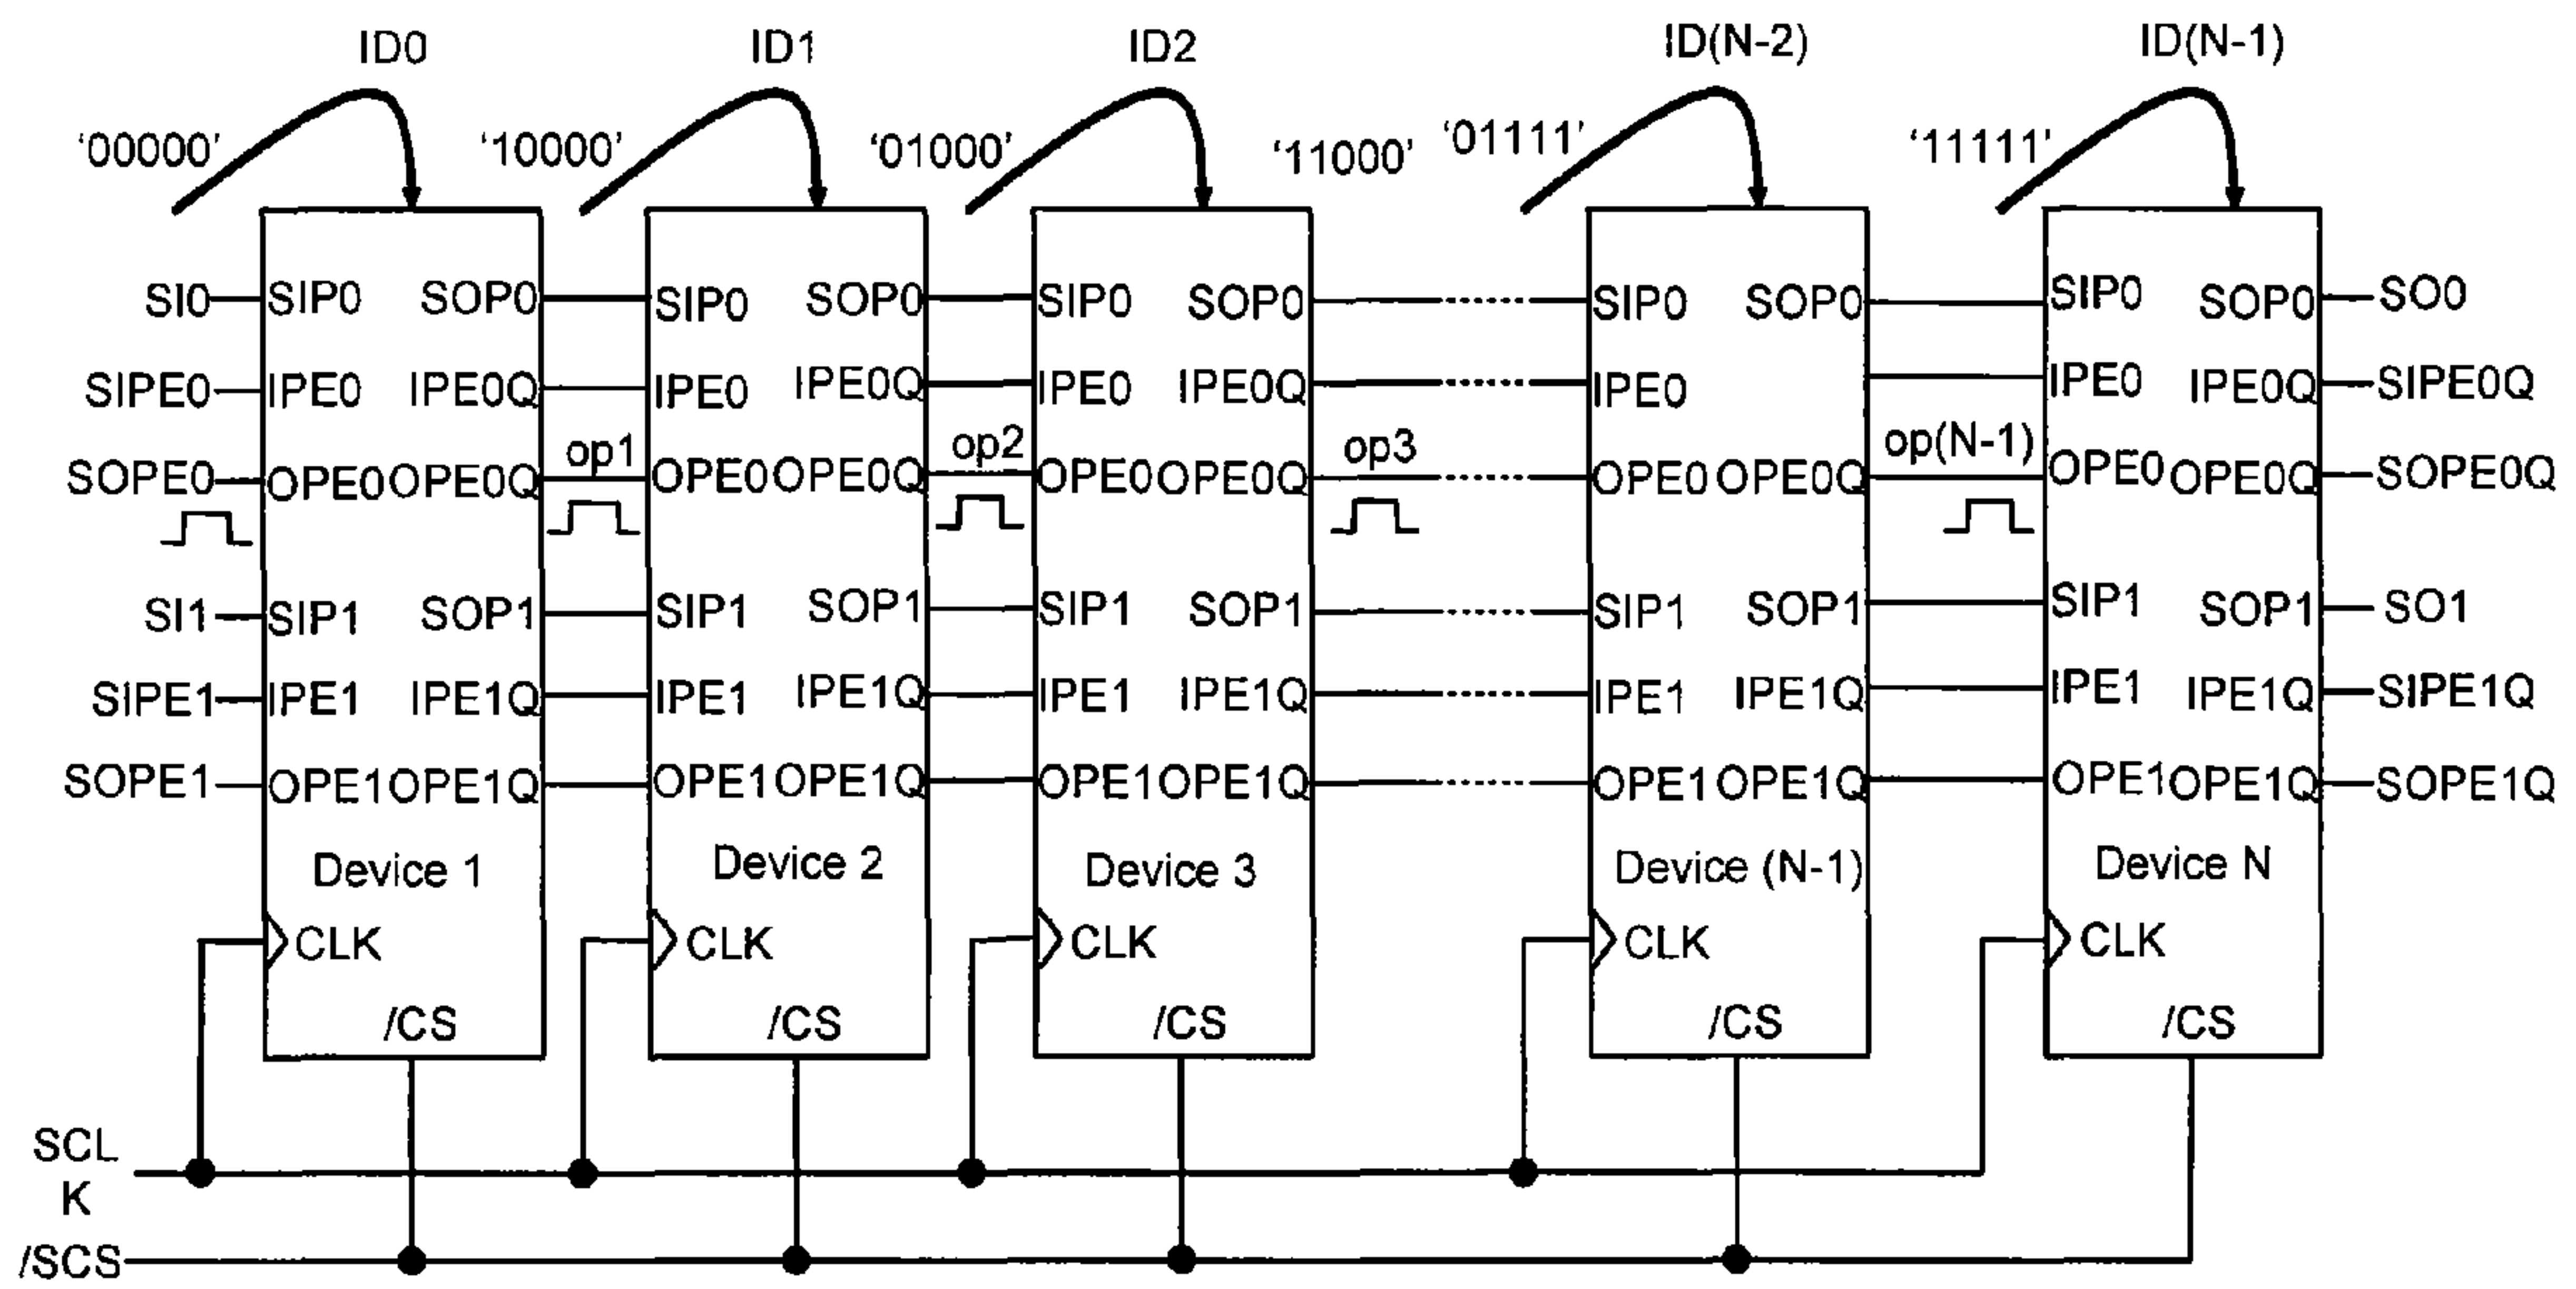 ID0 ID1 ID2 ID(N-2) ID(N-1)
‘00000’ ‘10000’ ‘01000’ ‘11000’ ‘01111’ ‘11111’
SI0 SIP0 SOP0 SIP0 SOP0 SIP0 SOP0 SIP0 SOP0 SIP0 SOP0 SO0
SIPE0 IPE0 IPE0Q IPE0 IPE0Q IPE0 IPE0Q IPE0 IPE0 IPE0Q SIPE0Q
op1 op2 op3 op(N-1)
SOPE0 OPE0 OPE0Q OPE0 OPE0Q OPE0 OPE0Q OPE0 OPE0Q OPE0 OPE0Q SOPE0Q
SI1 SIP1 SOP1 SIP1 SOP1 SIP1 SOP1 SIP1 SOP1 SIP1 SOP1 SO1
SIPE1 IPE1 IPE1Q IPE1 IPE1Q IPE1 IPE1Q IPE1 IPE1Q IPE1 IPE1Q SIPE1Q
SOPE1 OPE1 OPE1Q OPE1 OPE1Q OPE1 OPE1Q OPE1 OPE1Q OPE1 OPE1Q SOPE1Q
Device 1 Device 2 Device 3 Device (N-1) Device N
CLK CLK CLK CLK CLK
/CS /CS /CS /CS /CS
SCL
K
/SCS